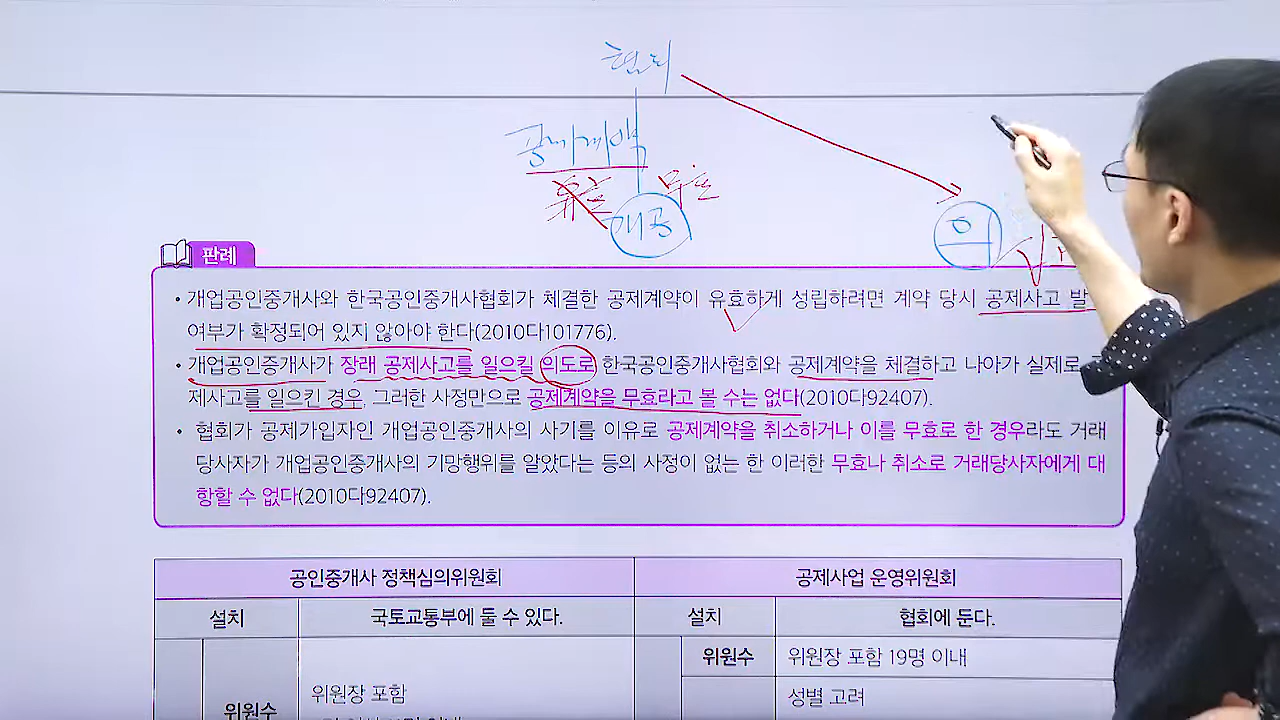 협회
공제계약
유효 무효
개공
의
판례
• 개업공인중개사와 한국공인중개사협회가 체결한 공제계약이 유효하게 성립하려면 계약 당시 공제사고 발
여부가 확정되어 있지 않아야 한다(2010다101776).
• 개업공인중개사가 장래 공제사고를 일으킬 의도로 한국공인중개사협회와 공제계약을 체결하고 나아가 실제로
제사고를 일으킨 경우, 그러한 사정만으로 공제계약을 무효라고 볼 수는 없다(2010다92407).
• 협회가 공제가입자인 개업공인중개사의 사기를 이유로 공제계약을 취소하거나 이를 무효로 한 경우라도 거래
당사자가 개업공인중개사의 기망행위를 알았다는 등의 사정이 없는 한 이러한 무효나 취소로 거래당사자에게 대
항할 수 없다(2010다92407).
공인중개사 정책심의위원회 공제사업 운영위원회
설치 국토교통부에 둘 수 있다. 설치 협회에 둔다.
위원수 위원장 포함 19명 이내
위원수 위원장 포함
성별 고려